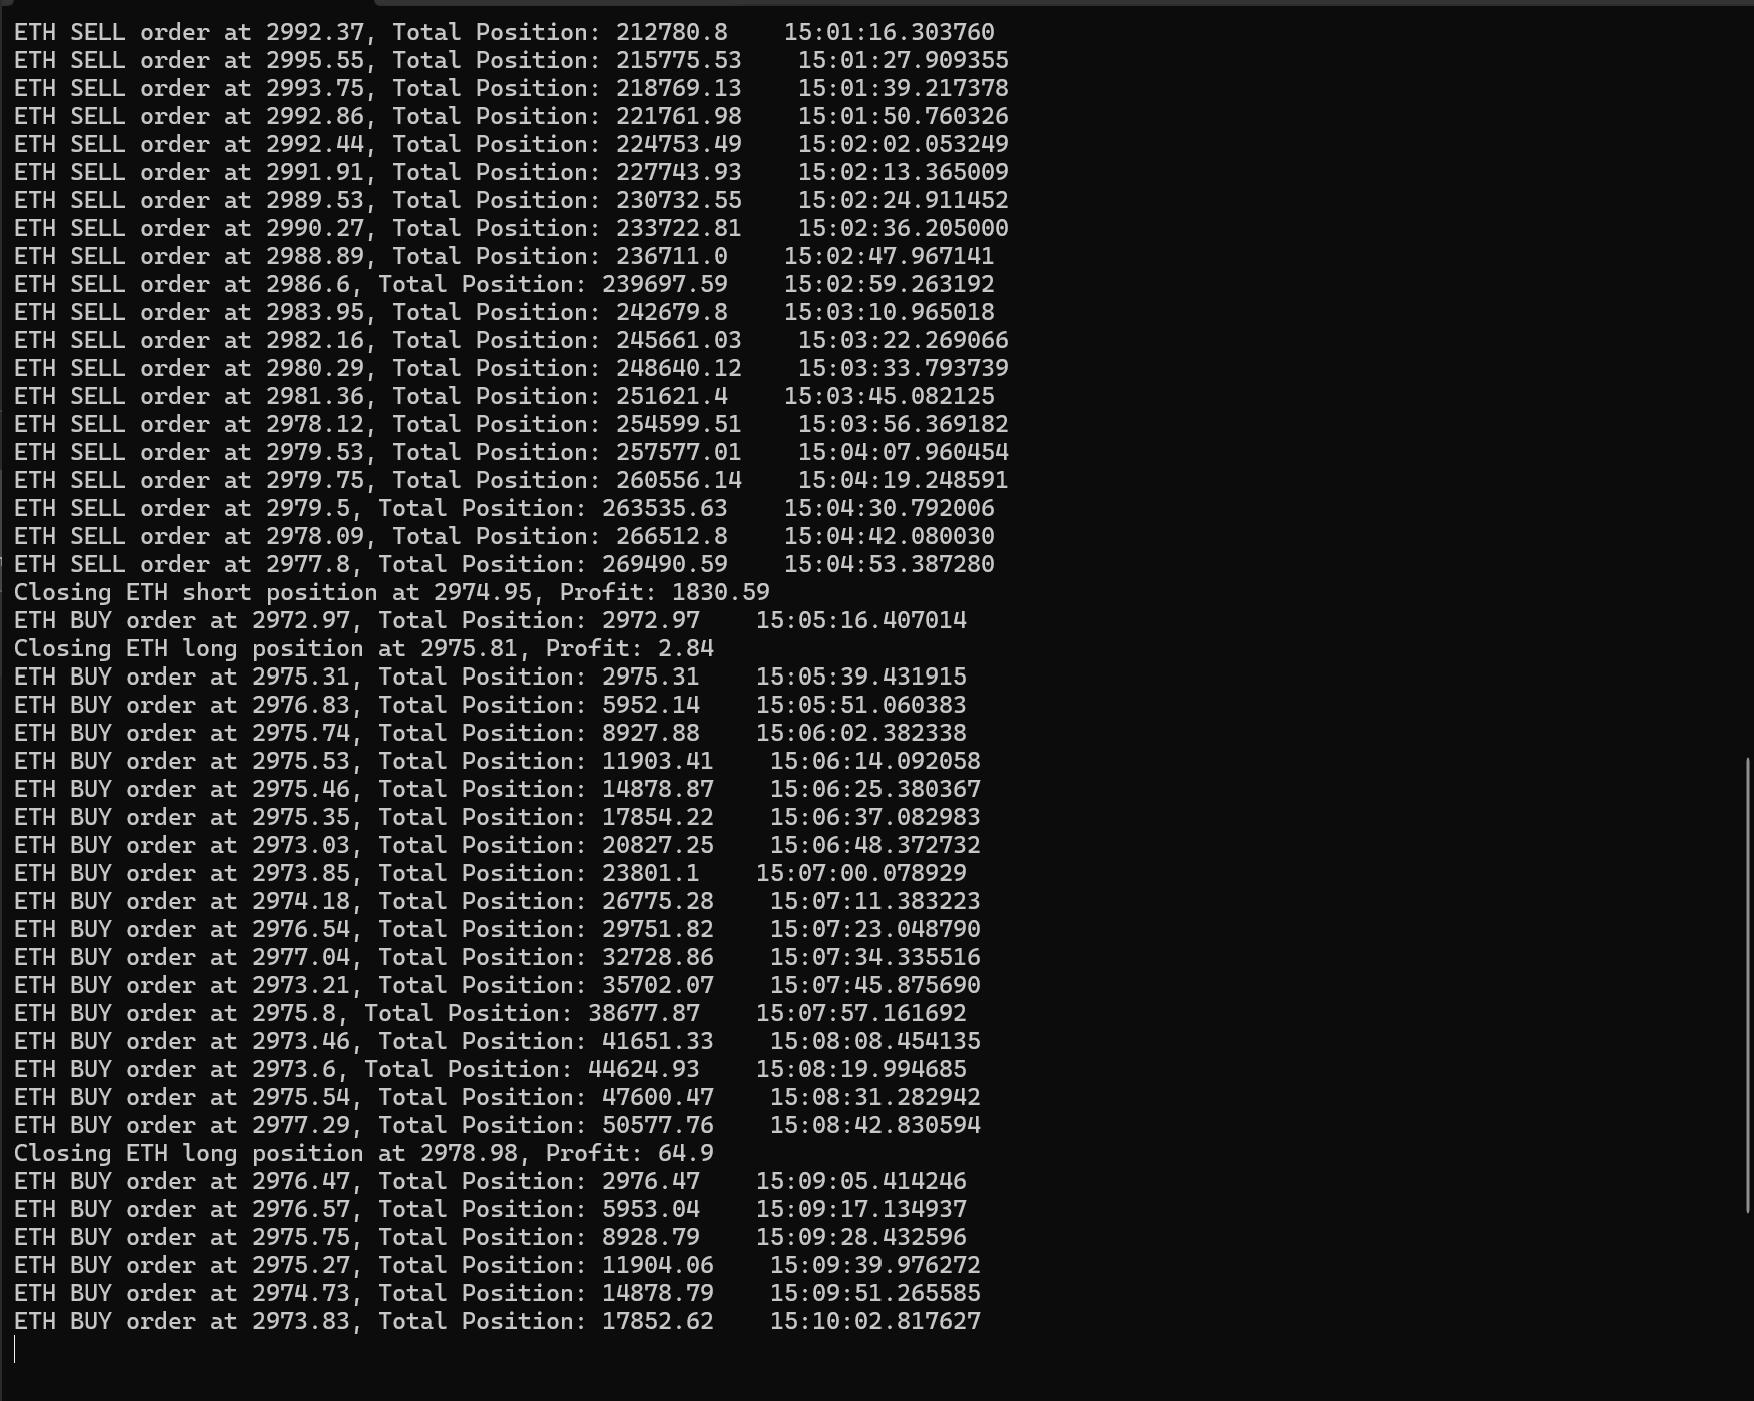 ETH SELL order at 2992.37, Total Position: 212780.8    15:01:16.303760
ETH SELL order at 2995.55, Total Position: 215775.53    15:01:27.909355
ETH SELL order at 2993.75, Total Position: 218769.13    15:01:39.217378
ETH SELL order at 2992.86, Total Position: 221761.98    15:01:50.760326
ETH SELL order at 2992.44, Total Position: 224753.49    15:02:02.053249
ETH SELL order at 2991.91, Total Position: 227743.93    15:02:13.365009
ETH SELL order at 2989.53, Total Position: 230732.55    15:02:24.911452
ETH SELL order at 2990.27, Total Position: 233722.81    15:02:36.205000
ETH SELL order at 2988.89, Total Position: 236711.0    15:02:47.967141
ETH SELL order at 2986.6, Total Position: 239697.59    15:02:59.263192
ETH SELL order at 2983.95, Total Position: 242679.8    15:03:10.965018
ETH SELL order at 2982.16, Total Position: 245661.03    15:03:22.269066
ETH SELL order at 2980.29, Total Position: 248640.12    15:03:33.793739
ETH SELL order at 2981.36, Total Position: 251621.4    15:03:45.082125
ETH SELL order at 2978.12, Total Position: 254599.51    15:03:56.369182
ETH SELL order at 2979.53, Total Position: 257577.01    15:04:07.960454
ETH SELL order at 2979.75, Total Position: 260556.14    15:04:19.248591
ETH SELL order at 2979.5, Total Position: 263535.63    15:04:30.792006
ETH SELL order at 2978.09, Total Position: 266512.8    15:04:42.080030
ETH SELL order at 2977.8, Total Position: 269490.59    15:04:53.387280
Closing ETH short position at 2974.95, Profit: 1830.59
ETH BUY order at 2972.97, Total Position: 2972.97    15:05:16.407014
Closing ETH long position at 2975.81, Profit: 2.84
ETH BUY order at 2975.31, Total Position: 2975.31    15:05:39.431915
ETH BUY order at 2976.83, Total Position: 5952.14    15:05:51.060383
ETH BUY order at 2975.74, Total Position: 8927.88    15:06:02.382338
ETH BUY order at 2975.53, Total Position: 11903.41    15:06:14.092058
ETH BUY order at 2975.46, Total Position: 14878.87    15:06:25.380367
ETH BUY order at 2975.35, Total Position: 17854.22    15:06:37.082983
ETH BUY order at 2973.03, Total Position: 20827.25    15:06:48.372732
ETH BUY order at 2973.85, Total Position: 23801.1    15:07:00.078929
ETH BUY order at 2974.18, Total Position: 26775.28    15:07:11.383223
ETH BUY order at 2976.54, Total Position: 29751.82    15:07:23.048790
ETH BUY order at 2977.04, Total Position: 32728.86    15:07:34.335516
ETH BUY order at 2973.21, Total Position: 35702.07    15:07:45.875690
ETH BUY order at 2975.8, Total Position: 38677.87    15:07:57.161692
ETH BUY order at 2973.46, Total Position: 41651.33    15:08:08.454135
ETH BUY order at 2973.6, Total Position: 44624.93    15:08:19.994685
ETH BUY order at 2975.54, Total Position: 47600.47    15:08:31.282942
ETH BUY order at 2977.29, Total Position: 50577.76    15:08:42.830594
Closing ETH long position at 2978.98, Profit: 64.9
ETH BUY order at 2976.47, Total Position: 2976.47    15:09:05.414246
ETH BUY order at 2976.57, Total Position: 5953.04    15:09:17.134937
ETH BUY order at 2975.75, Total Position: 8928.79    15:09:28.432596
ETH BUY order at 2975.27, Total Position: 11904.06    15:09:39.976272
ETH BUY order at 2974.73, Total Position: 14878.79    15:09:51.265585
ETH BUY order at 2973.83, Total Position: 17852.62    15:10:02.817627